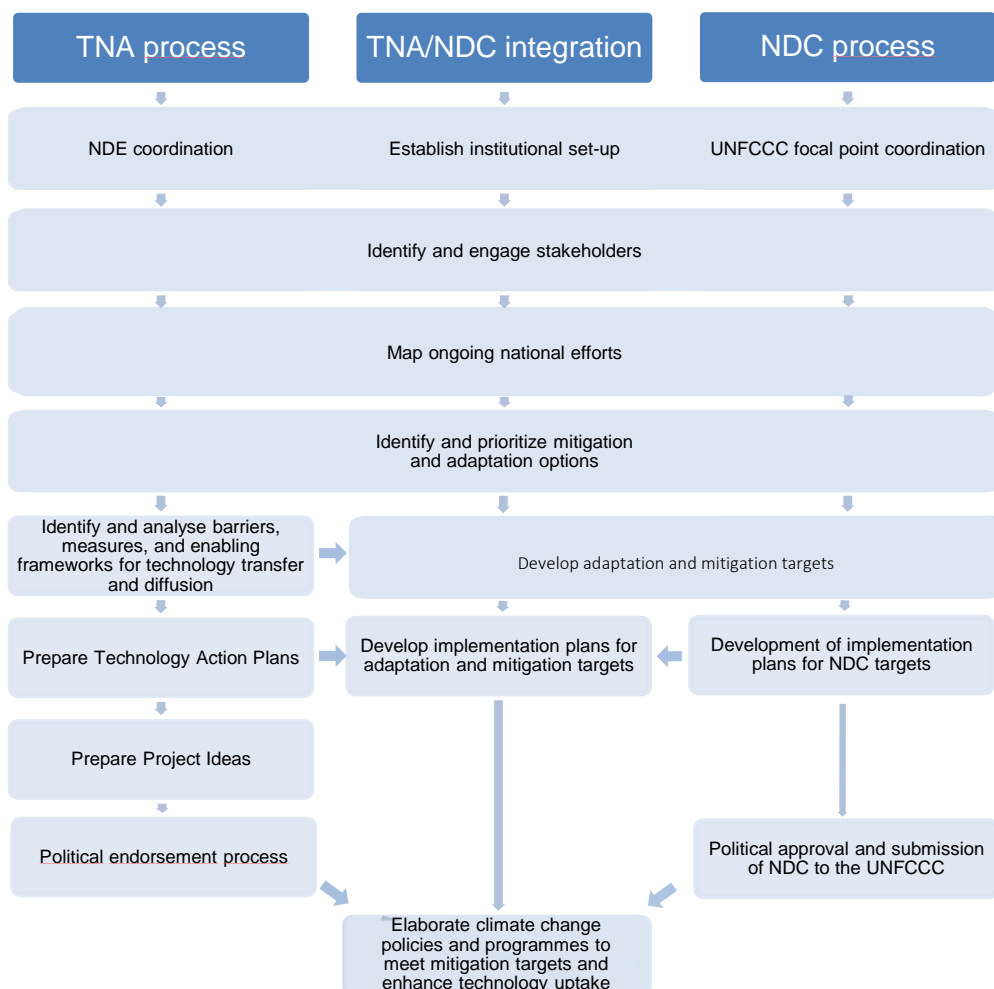 TNA process
TNA/NDC integration
NDC process
NDE coordination
Establish institutional set-up
UNFCCC focal point coordination
Identify and engage stakeholders
Map ongoing national efforts
Identify and prioritize mitigation
and adaptation options
Identify and analyse barriers,
measures, and enabling
frameworks for technology transfer
and diffusion
Develop adaptation and mitigation targets
Prepare Technology Action Plans
Develop implementation plans for
adaptation and mitigation targets
Development of implementation
plans for NDC targets
Prepare Project Ideas
Political endorsement process
Political approval and submission
of NDC to the UNFCCC
Elaborate climate change
policies and programmes to
meet mitigation targets and
enhance technology uptake